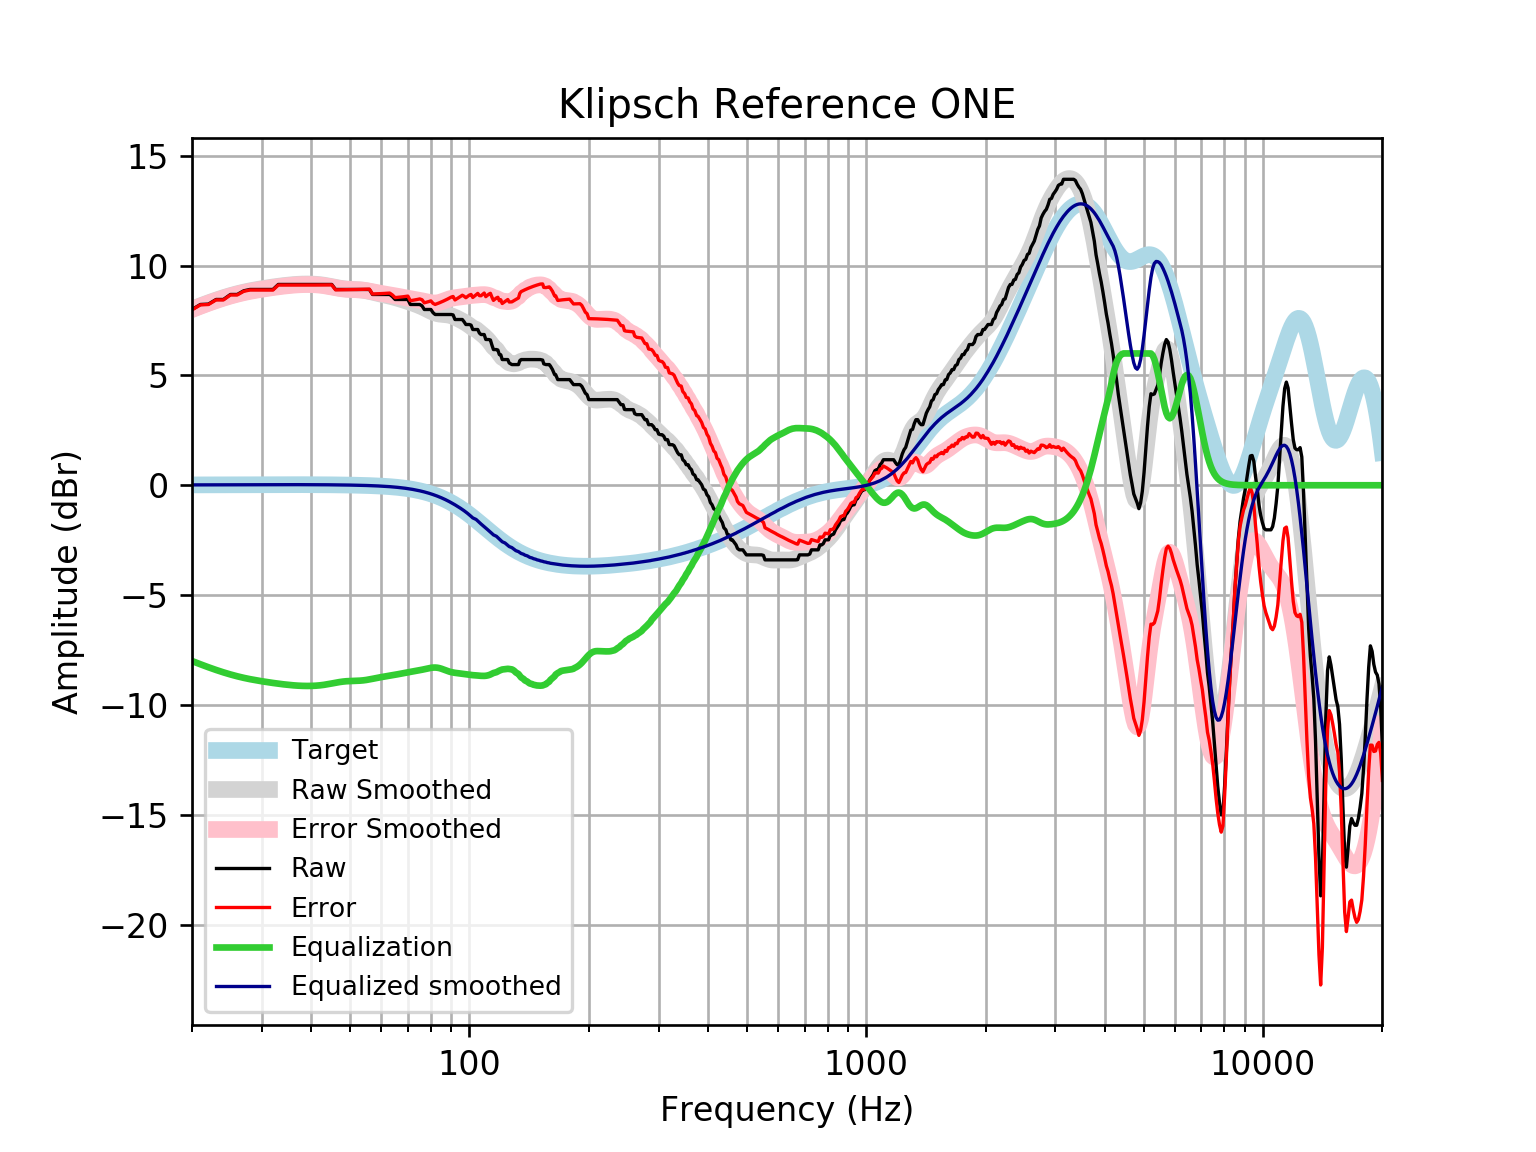 Klipsch Reference ONE
15
10
5
0
−5
−10
−15
−20
Amplitude (dBr)
Target
Raw Smoothed
Error Smoothed
Raw
Error
Equalization
Equalized smoothed
100
1000
10000
Frequency (Hz)